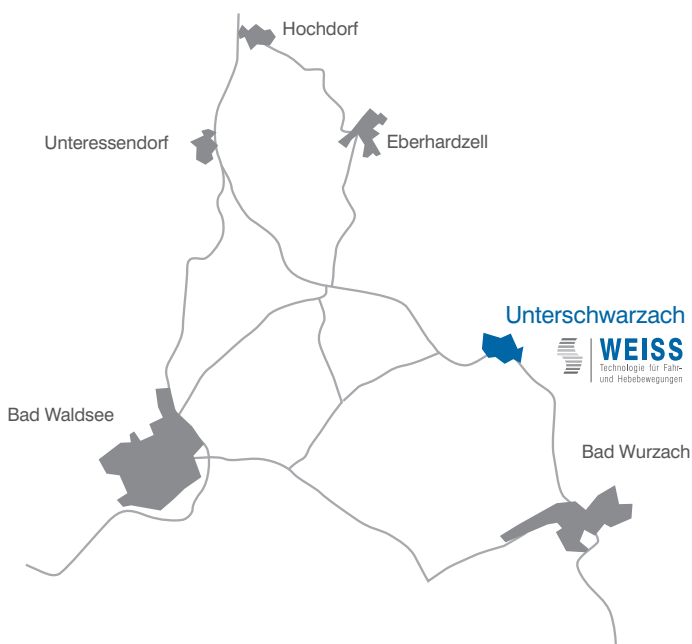 Hochdorf
Unteressendorf
Eberhardzell
Unterschwarzach
WEISS
Technologie für Fahr-
und Hebebewegungen
Bad Waldsee
Bad Wurzach